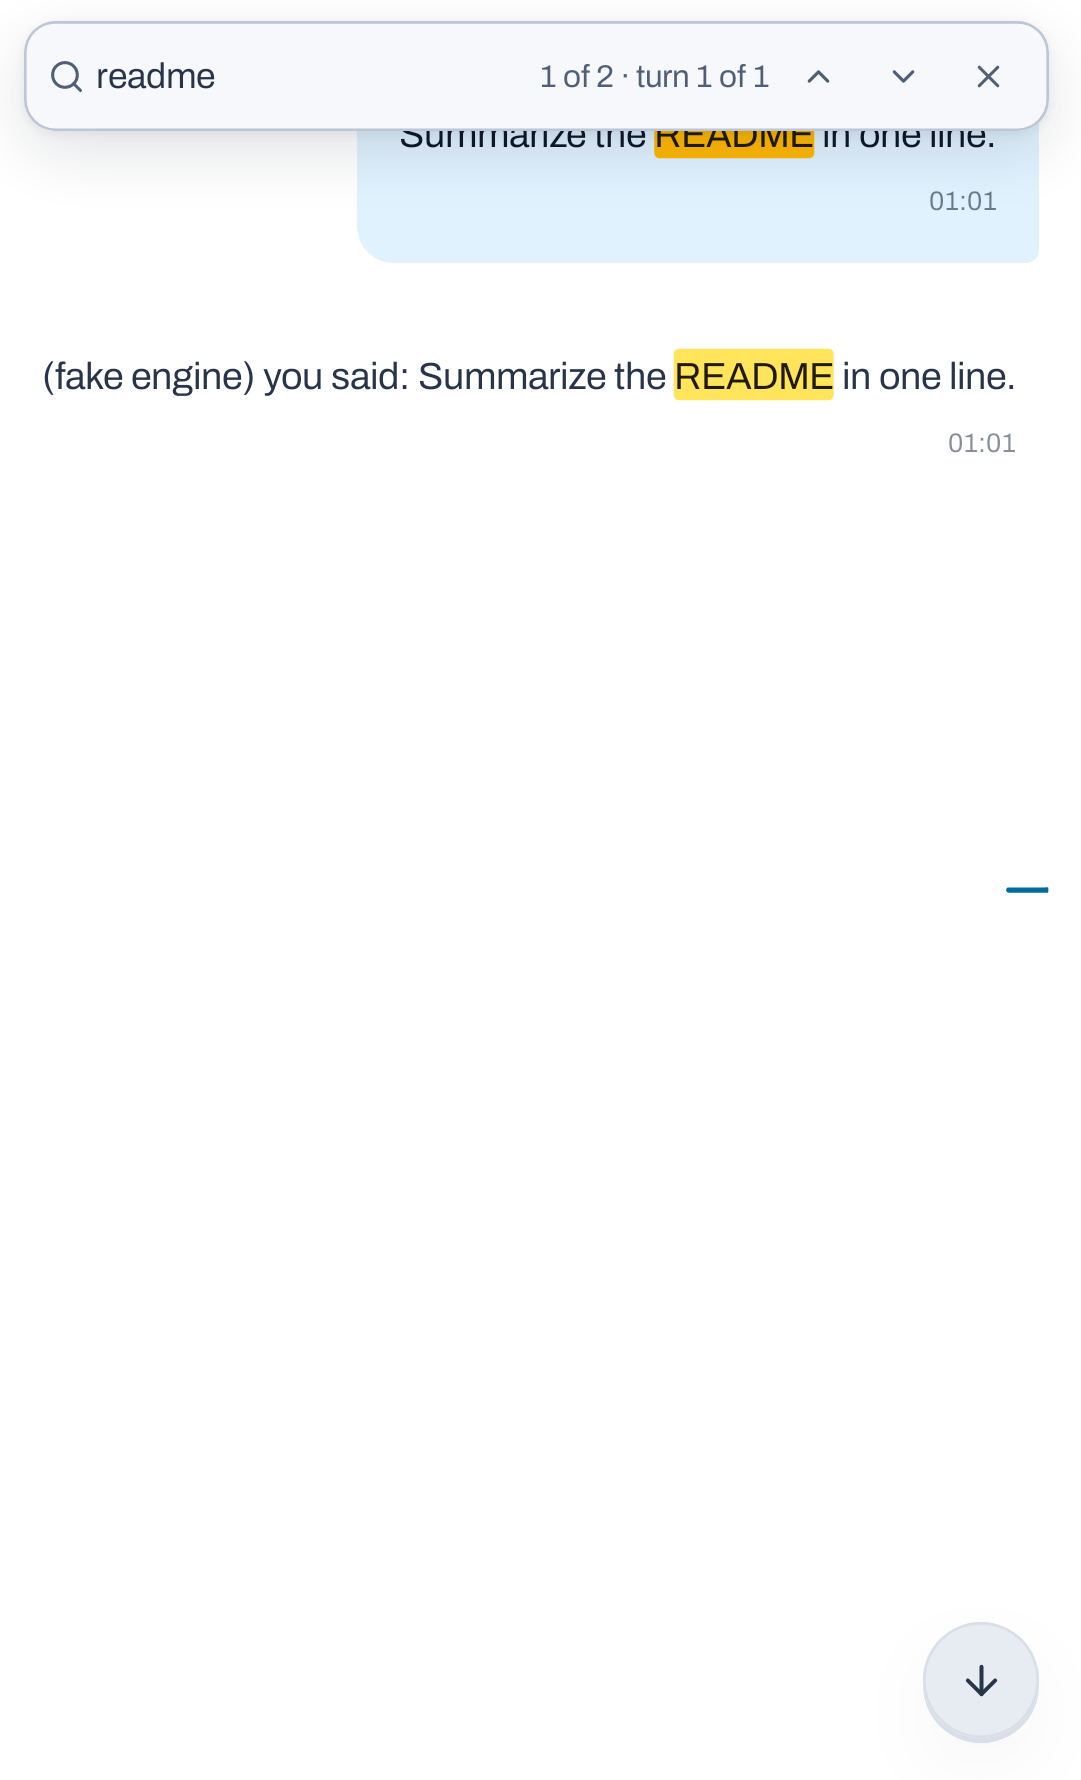 readme
1 of 2 · turn 1 of 1
Summarize the README in one line.
01:01
(fake engine) you said: Summarize the README in one line.
01:01